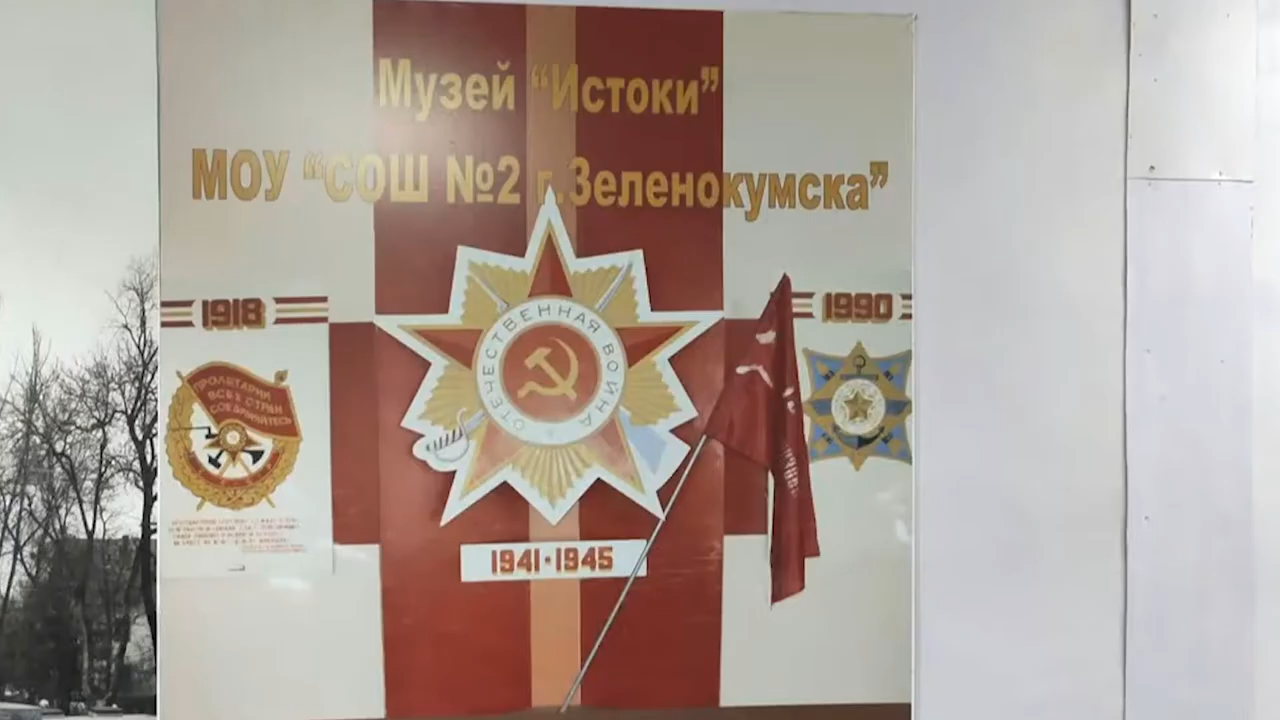 Музей “Истоки”
МОУ “СОШ №2 г.Зеленокумска”
1918
1990
ПРОЛЕТАРИИ
ВСЕХ СТРАН
СОЕДИНЯЙТЕСЬ
ОТЕЧЕСТВЕННАЯ ВОЙНА
1941·1945